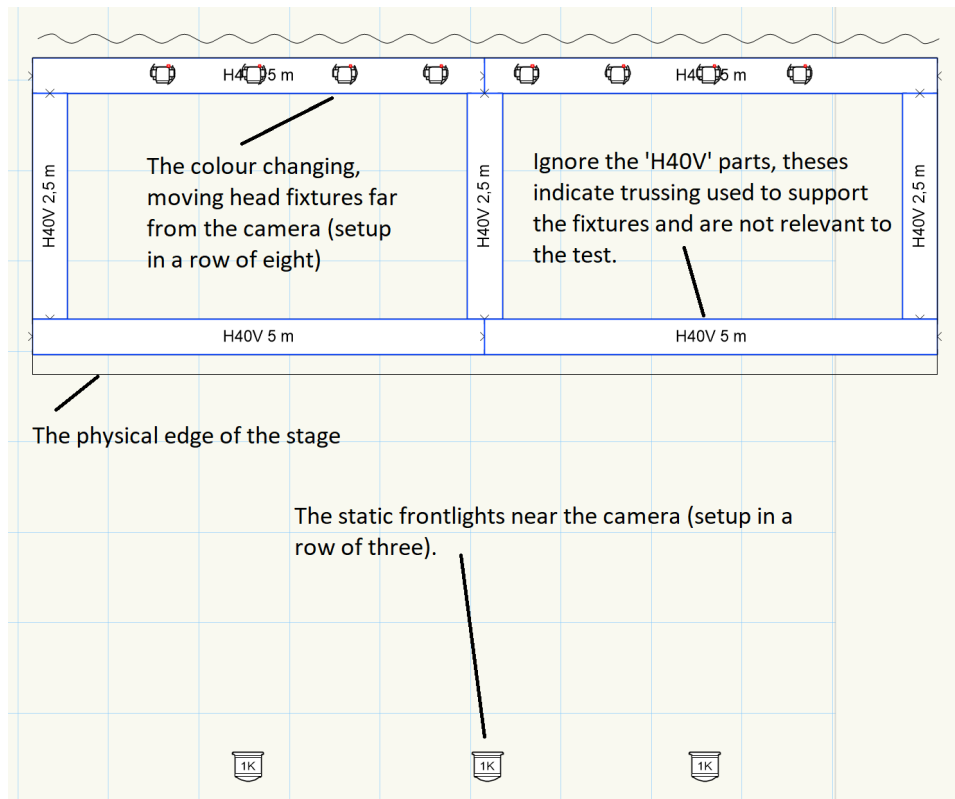 H40V 5 m
H40V 5 m
The colour changing,
moving head fixtures far
from the camera (setup
in a row of eight)
Ignore the 'H40V' parts, theses
indicate trussing used to support
the fixtures and are not relevant to
the test.
H40V 2,5 m
H40V 2,5 m
H40V 2,5 m
H40V 5 m
H40V 5 m
The physical edge of the stage
The static frontlights near the camera (setup in a
row of three).
1K
1K
1K